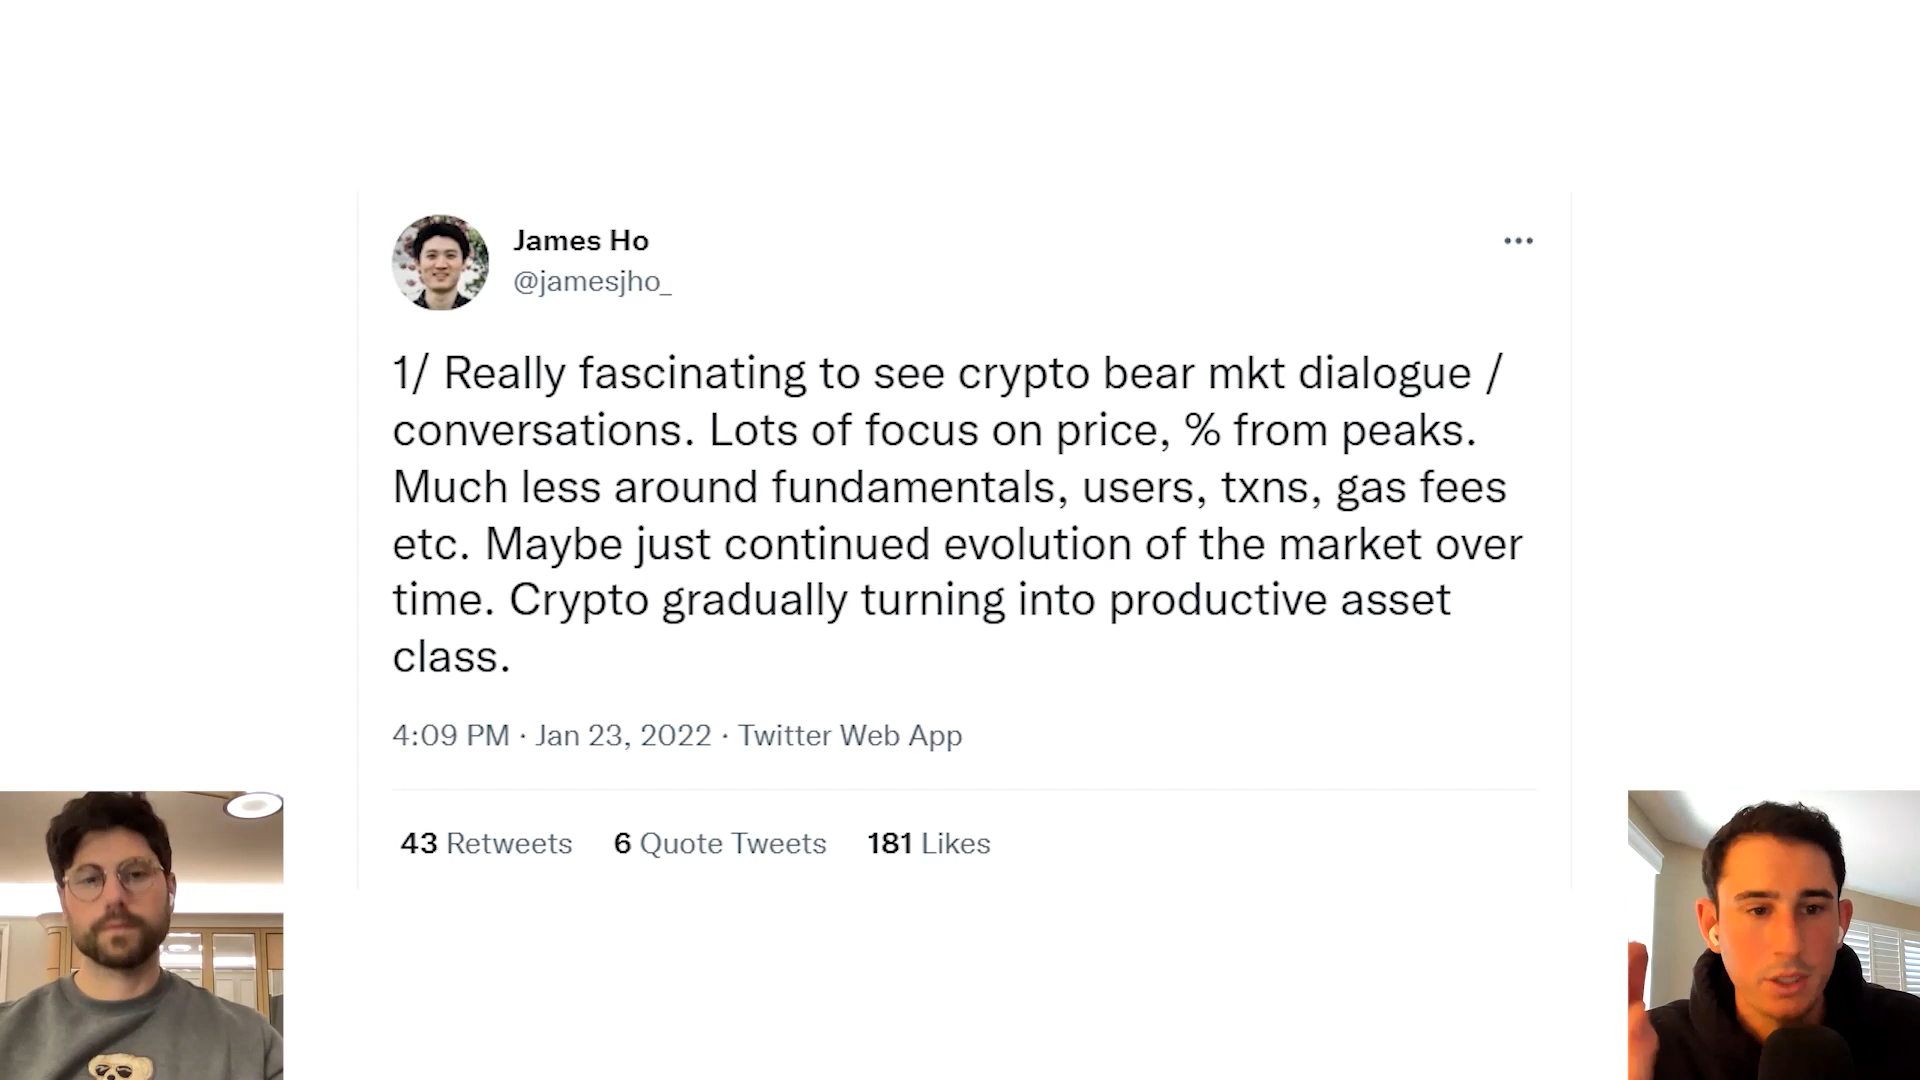 James Ho
@jamesjho_
1/ Really fascinating to see crypto bear mkt dialogue /
conversations. Lots of focus on price, % from peaks.
Much less around fundamentals, users, txns, gas fees
etc. Maybe just continued evolution of the market over
time. Crypto gradually turning into productive asset
class.
4:09 PM · Jan 23, 2022 · Twitter Web App
43 Retweets 6 Quote Tweets 181 Likes